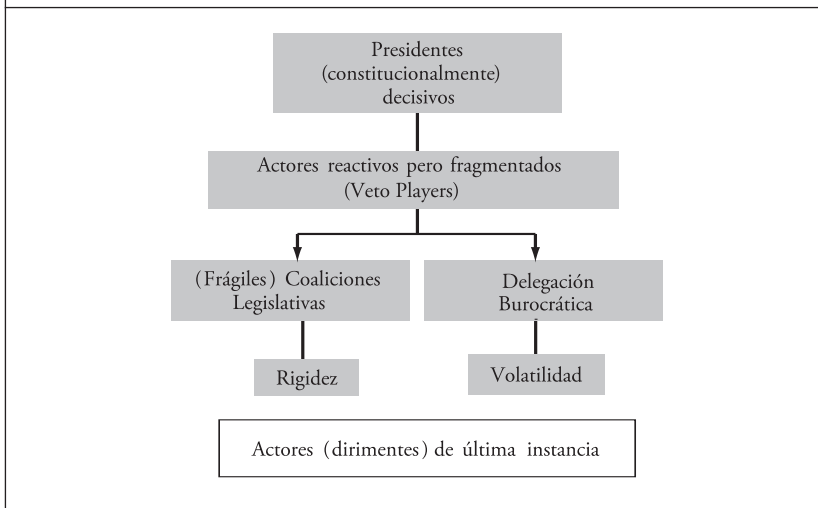 Presidentes
(constitucionalmente)
decisivos
Actores reactivos pero fragmentados
(Veto Players)
(Frágiles) Coaliciones
Legislativas
Delegación
Burocrática
Rigidez
Volatilidad
Actores (dirimentes) de última instancia